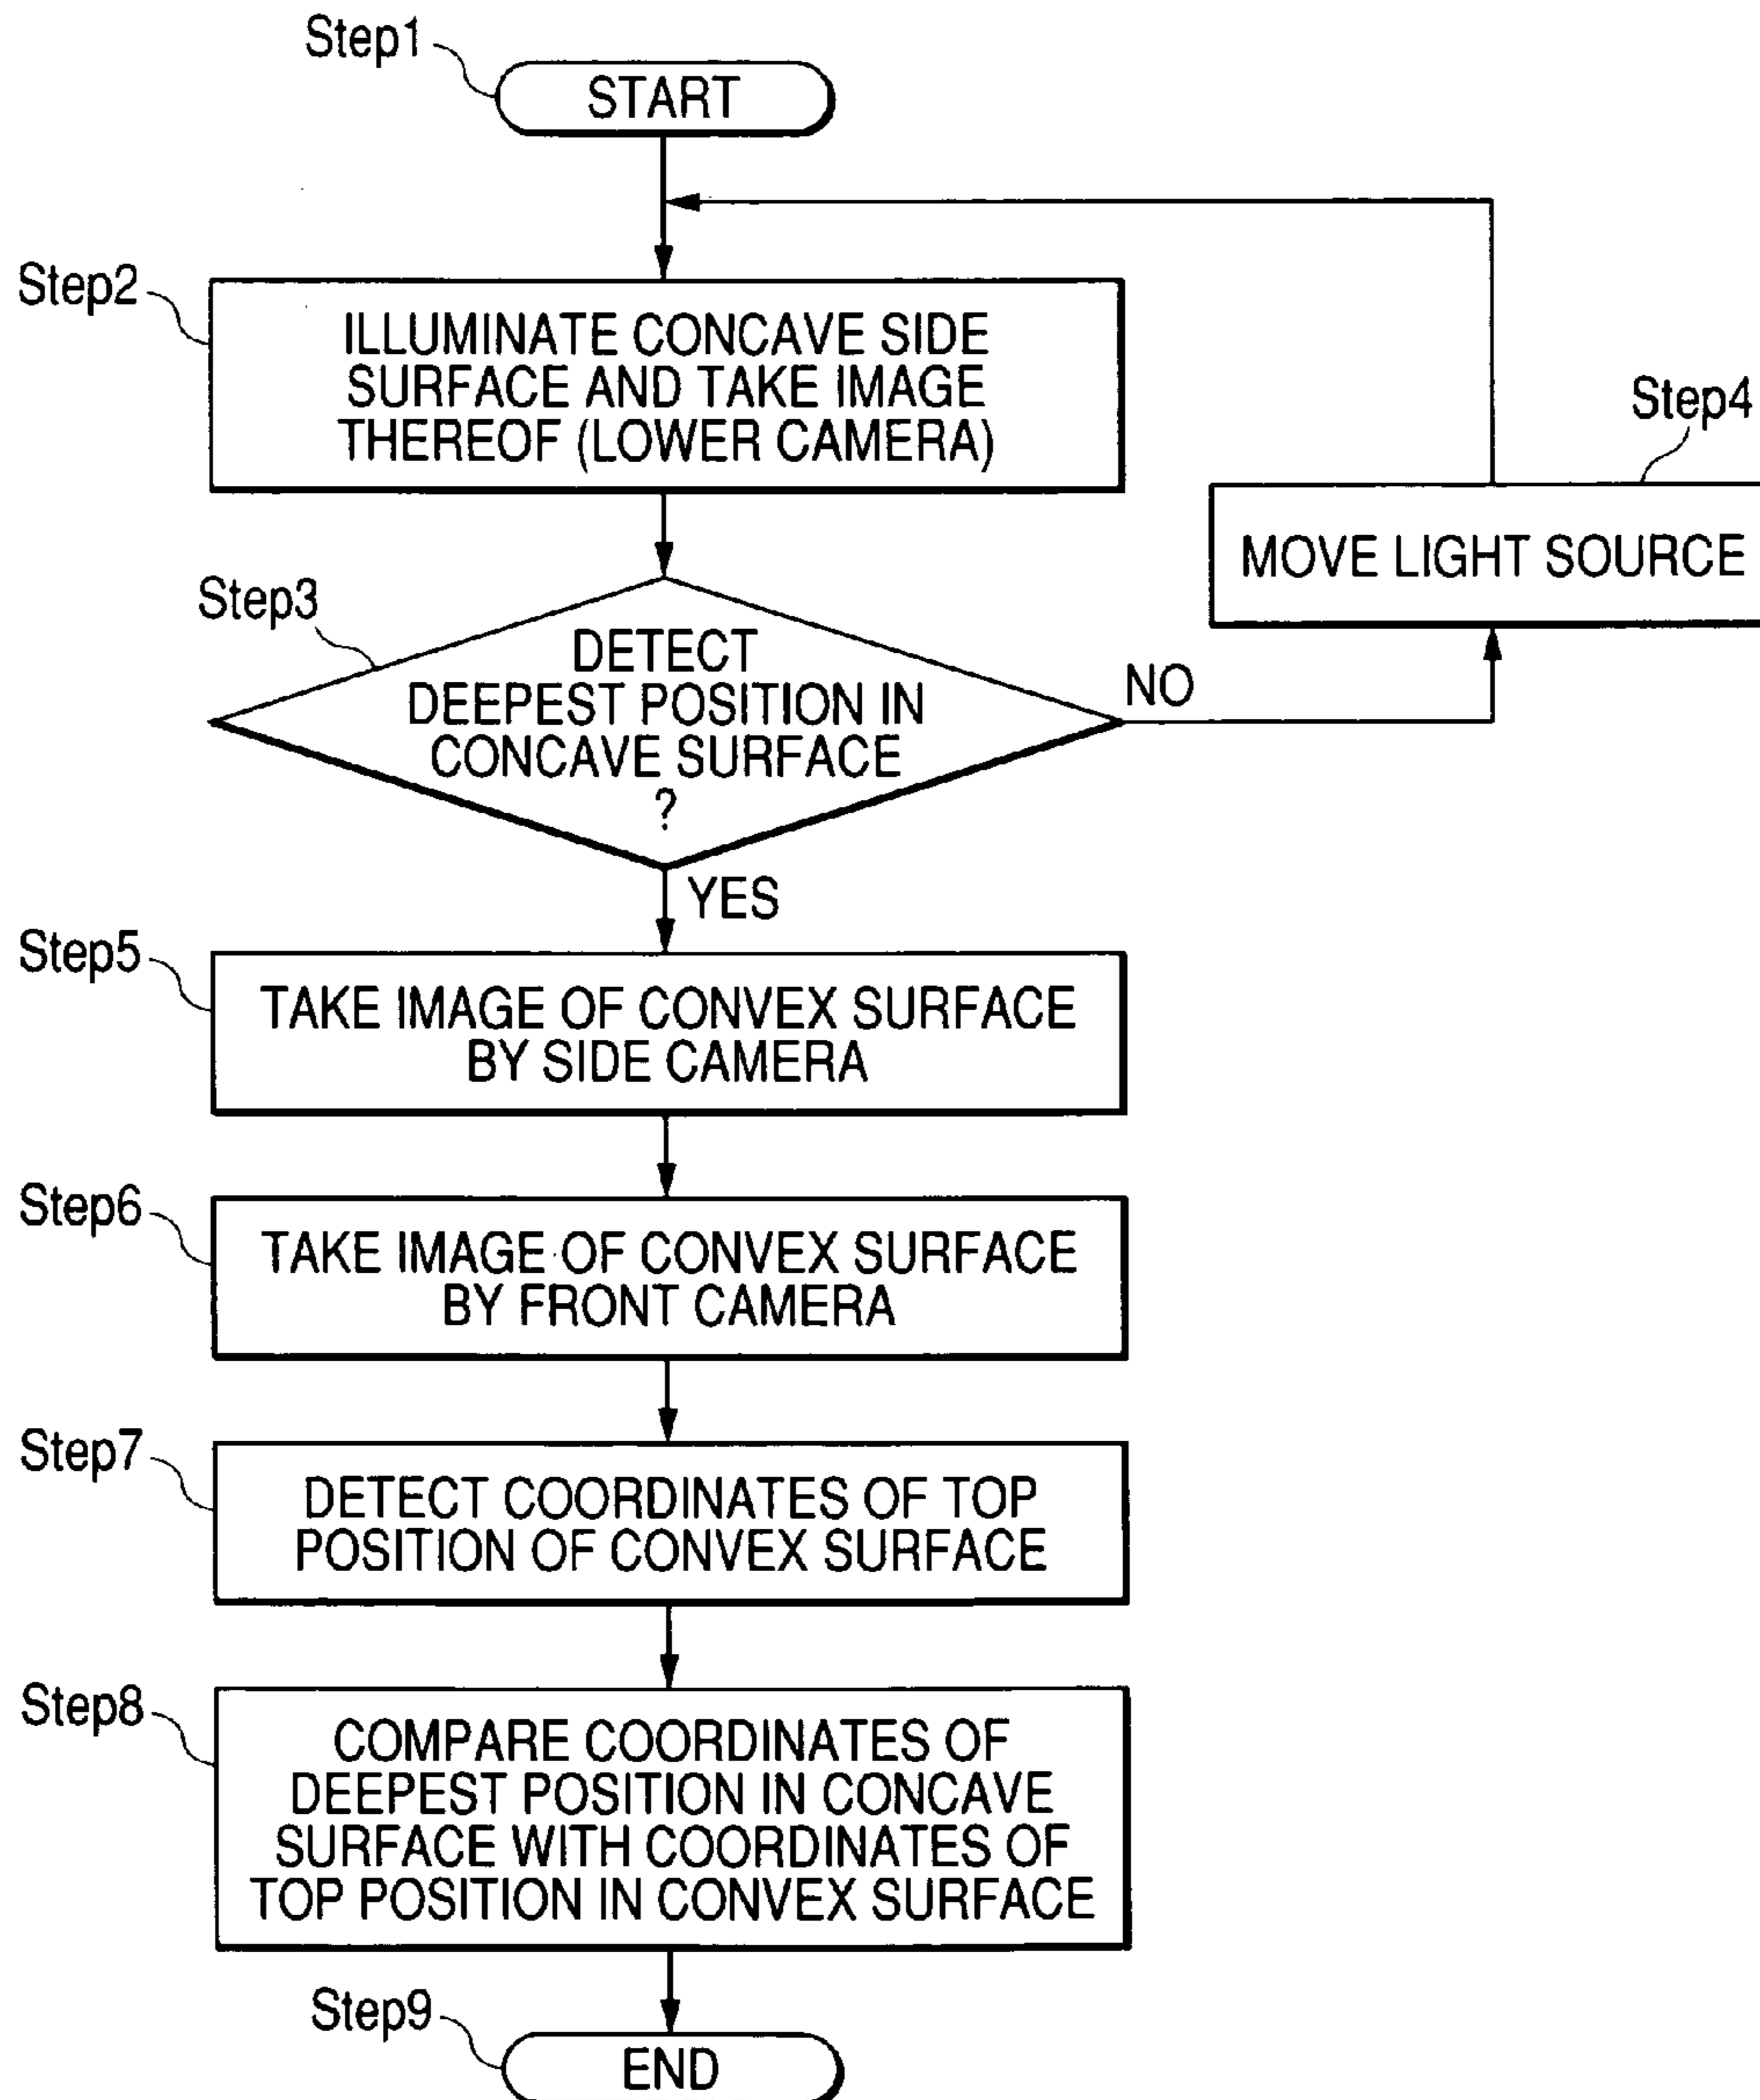 Step1
START
Step2
ILLUMINATE CONCAVE SIDE
SURFACE AND TAKE IMAGE
THEREOF (LOWER CAMERA)
Step4
MOVE LIGHT SOURCE
Step3
DETECT
DEEPEST POSITION IN
CONCAVE SURFACE
?
NO
YES
Step5
TAKE IMAGE OF CONVEX SURFACE
BY SIDE CAMERA
Step6
TAKE IMAGE OF CONVEX SURFACE
BY FRONT CAMERA
Step7
DETECT COORDINATES OF TOP
POSITION OF CONVEX SURFACE
Step8
COMPARE COORDINATES OF
DEEPEST POSITION IN CONCAVE
SURFACE WITH COORDINATES OF
TOP POSITION IN CONVEX SURFACE
Step9
END